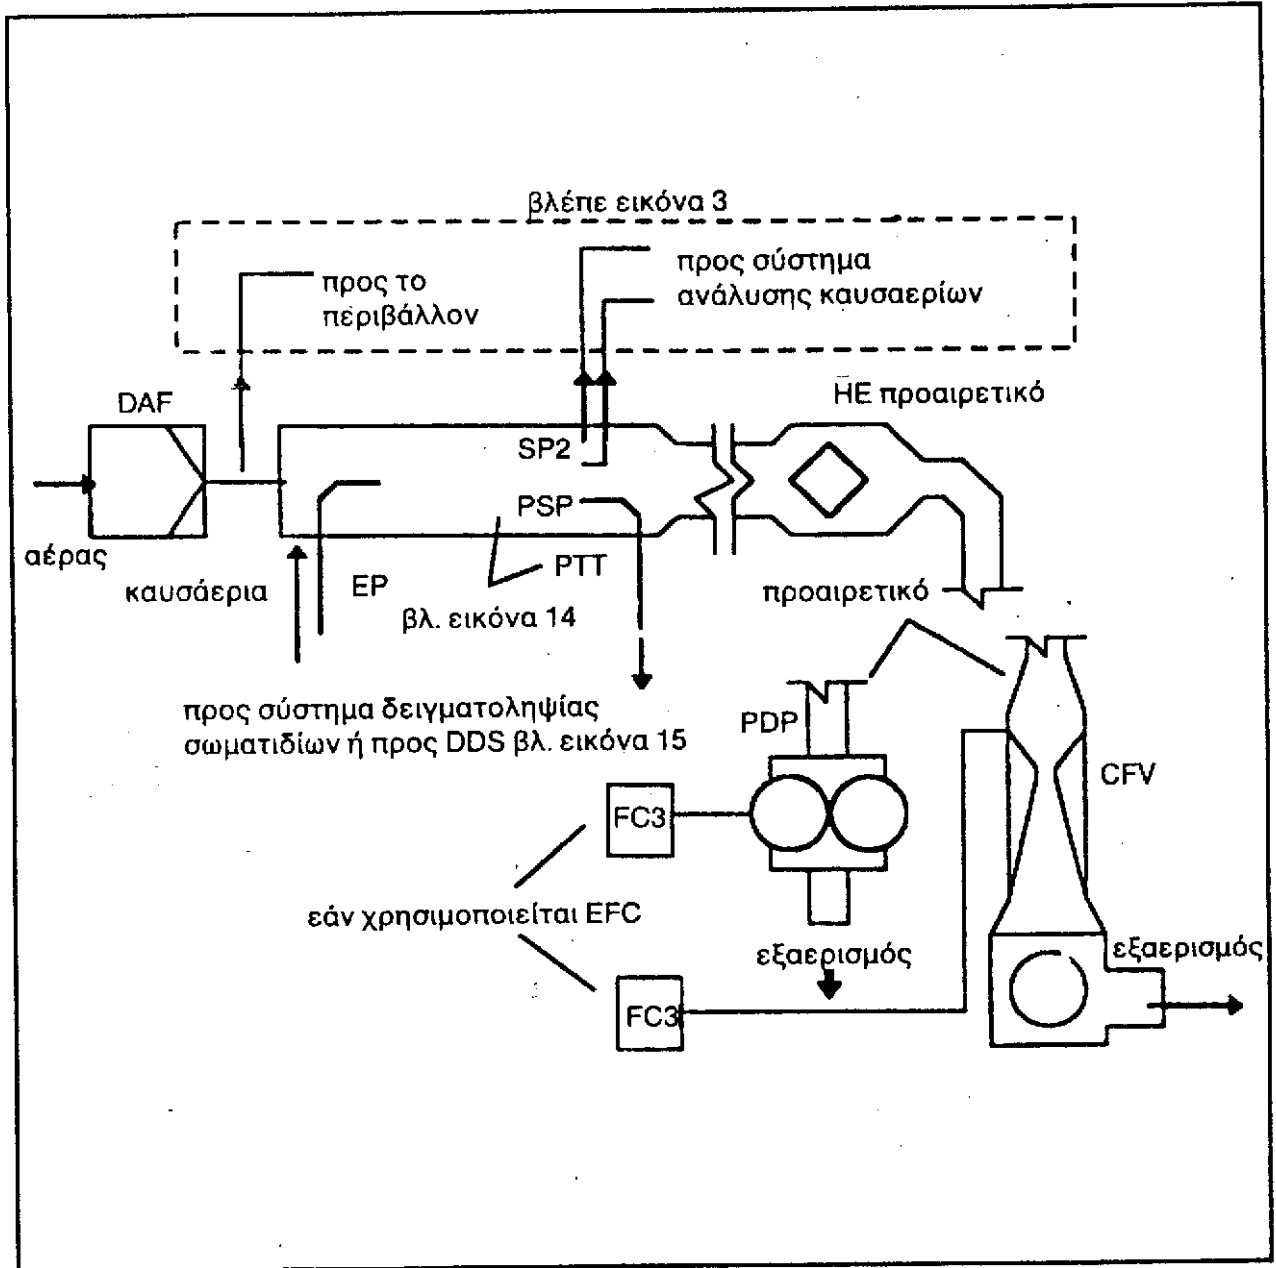 βλέπε εικόνα 3
προς το
περιβάλλον
προς σύστημα
ανάλυσης καυσαερίων
DAF
HE προαιρετικό
SP2
PSP
αέρας
καυσάερια
EP
PTT
βλ. εικόνα 14
προαιρετικό
προς σύστημα δειγματοληψίας
σωματιδίων ή προς DDS βλ. εικόνα 15
PDP
CFV
FC3
εάν χρησιμοποιείται EFC
εξαερισμός
εξαερισμός
FC3